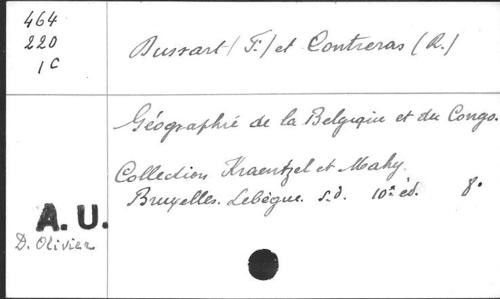 464
220
1C
Bussart (F.) et Contreras (R.)
Géographie de la Belgique et du Congo.
Collection Kraentzel et Mahy.
Bruxelles. Lebègue. s.d. 10e éd. 8°.
A. U.
D. Olivier